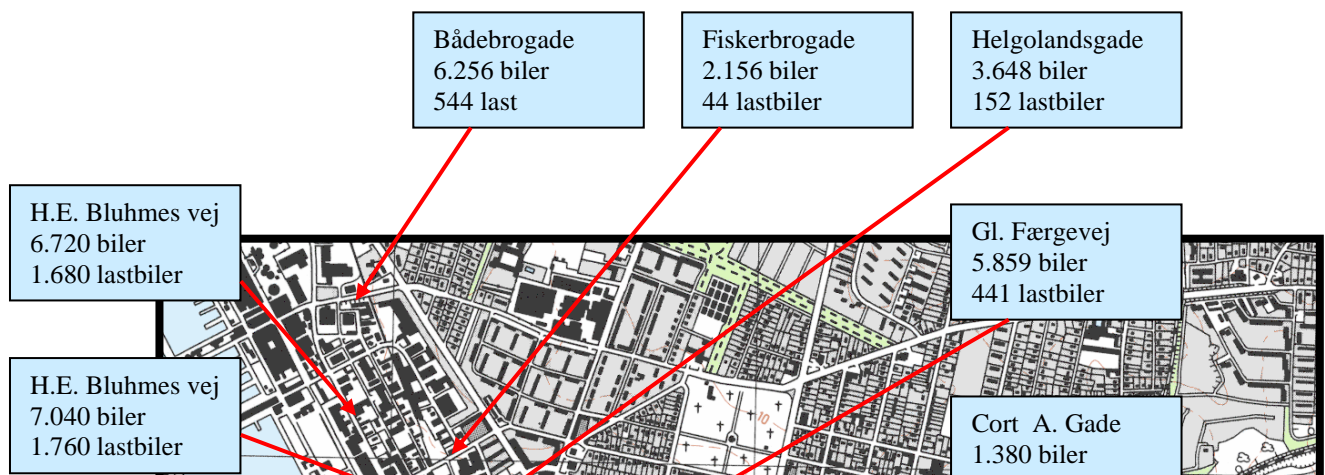 Bådebrogade
6.256 biler
544 last
Fiskerbrogade
2.156 biler
44 lastbiler
Helgolandsgade
3.648 biler
152 lastbiler
H.E. Bluhmes vej
6.720 biler
1.680 lastbiler
Gl. Færgevej
5.859 biler
441 lastbiler
H.E. Bluhmes vej
7.040 biler
1.760 lastbiler
Cort A. Gade
1.380 biler
10